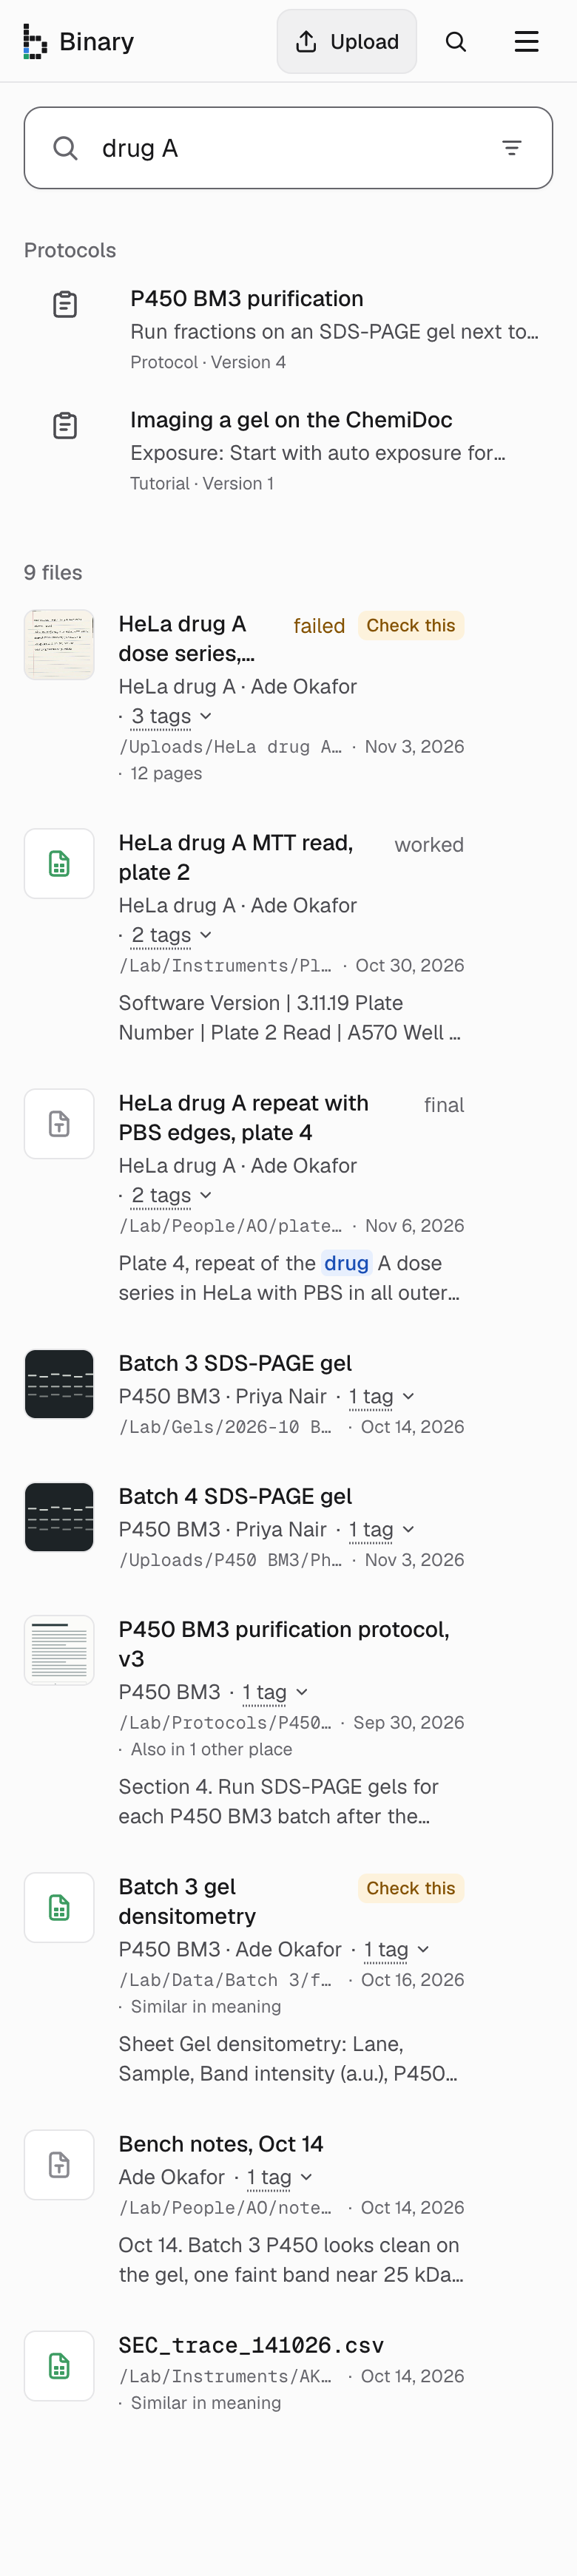 Binary
Upload
drug A
Protocols
P450 BM3 purification
Run fractions on an SDS-PAGE gel next to…
Protocol · Version 4
Imaging a gel on the ChemiDoc
Exposure: Start with auto exposure for…
Tutorial · Version 1
9 files
HeLa drug A failed Check this
dose series,…
HeLa drug A · Ade Okafor
· 3 tags
/Uploads/HeLa drug A… · Nov 3, 2026
· 12 pages
HeLa drug A MTT read, worked
plate 2
HeLa drug A · Ade Okafor
· 2 tags
/Lab/Instruments/Pl… · Oct 30, 2026
Software Version | 3.11.19 Plate
Number | Plate 2 Read | A570 Well …
HeLa drug A repeat with final
PBS edges, plate 4
HeLa drug A · Ade Okafor
· 2 tags
/Lab/People/AO/plate… · Nov 6, 2026
Plate 4, repeat of the drug A dose
series in HeLa with PBS in all outer…
Batch 3 SDS-PAGE gel
P450 BM3 · Priya Nair · 1 tag
/Lab/Gels/2026-10 B… · Oct 14, 2026
Batch 4 SDS-PAGE gel
P450 BM3 · Priya Nair · 1 tag
/Uploads/P450 BM3/Ph… · Nov 3, 2026
P450 BM3 purification protocol,
v3
P450 BM3 · 1 tag
/Lab/Protocols/P450… · Sep 30, 2026
· Also in 1 other place
Section 4. Run SDS-PAGE gels for
each P450 BM3 batch after the…
Batch 3 gel Check this
densitometry
P450 BM3 · Ade Okafor · 1 tag
/Lab/Data/Batch 3/f… · Oct 16, 2026
· Similar in meaning
Sheet Gel densitometry: Lane,
Sample, Band intensity (a.u.), P450…
Bench notes, Oct 14
Ade Okafor · 1 tag
/Lab/People/AO/note… · Oct 14, 2026
Oct 14. Batch 3 P450 looks clean on
the gel, one faint band near 25 kDa…
SEC_trace_141026.csv
/Lab/Instruments/AK… · Oct 14, 2026
· Similar in meaning